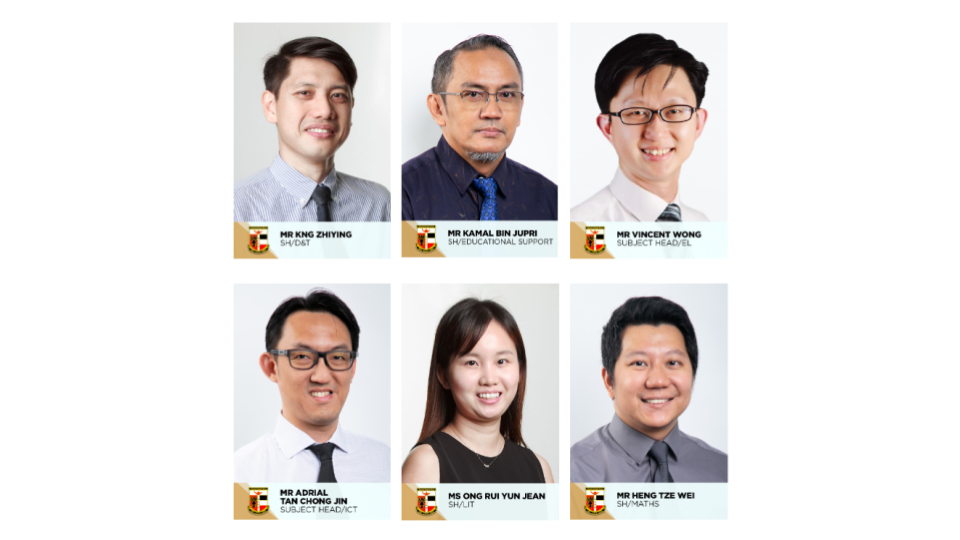 MR KNG ZHIYING
SH/D&T
MR KAMAL BIN JUPRI
SH/EDUCATIONAL SUPPORT
MR VINCENT WONG
SUBJECT HEAD/EL
MR ADRIAL
TAN CHONG JIN
SUBJECT HEAD/ICT
MS ONG RUI YUN JEAN
SH/LIT
MR HENG TZE WEI
SH/MATHS